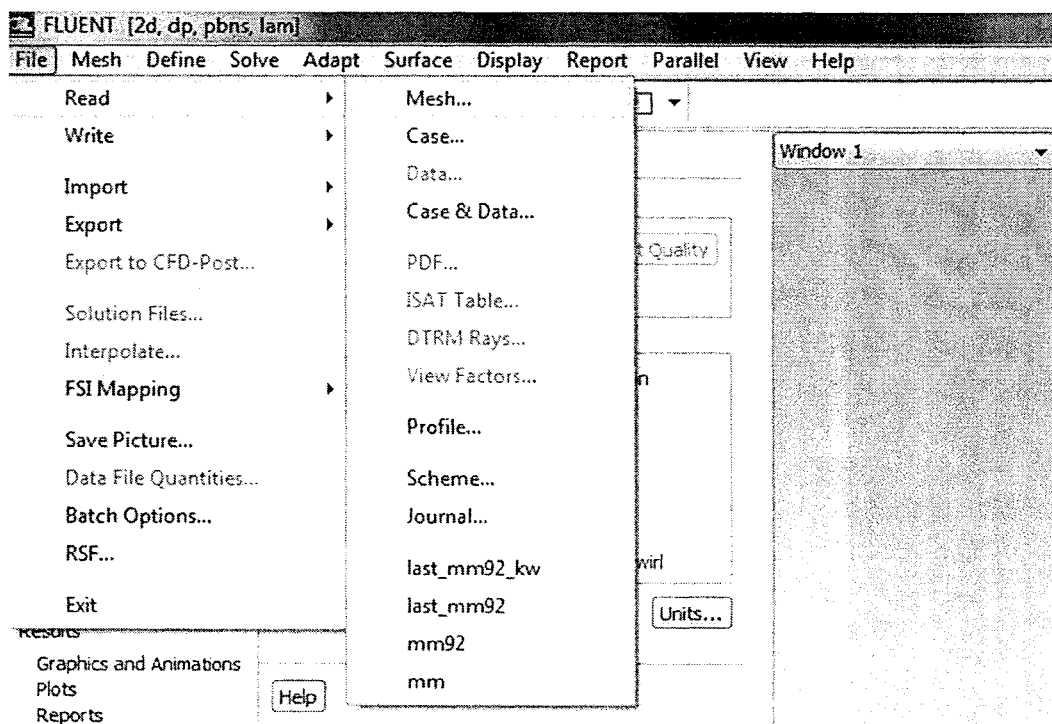 FLUENT [2d, dp, pbns, lam]
File Mesh Define Solve Adapt Surface Display Report Parallel View Help
Read
Write
Import
Export
Export to CFD-Post...
Solution Files...
Interpolate...
FSI Mapping
Save Picture...
Data File Quantities...
Batch Options...
RSF...
Exit
Mesh...
Case...
Data...
Case & Data...
PDF...
ISAT Table...
DTRM Rays...
View Factors...
Profile...
Scheme...
Journal...
last_mm92_kw
last_mm92
mm92
mm
Window 1
t Quality
n
wirl
Units...
Results
Graphics and Animations
Plots
Reports
Help